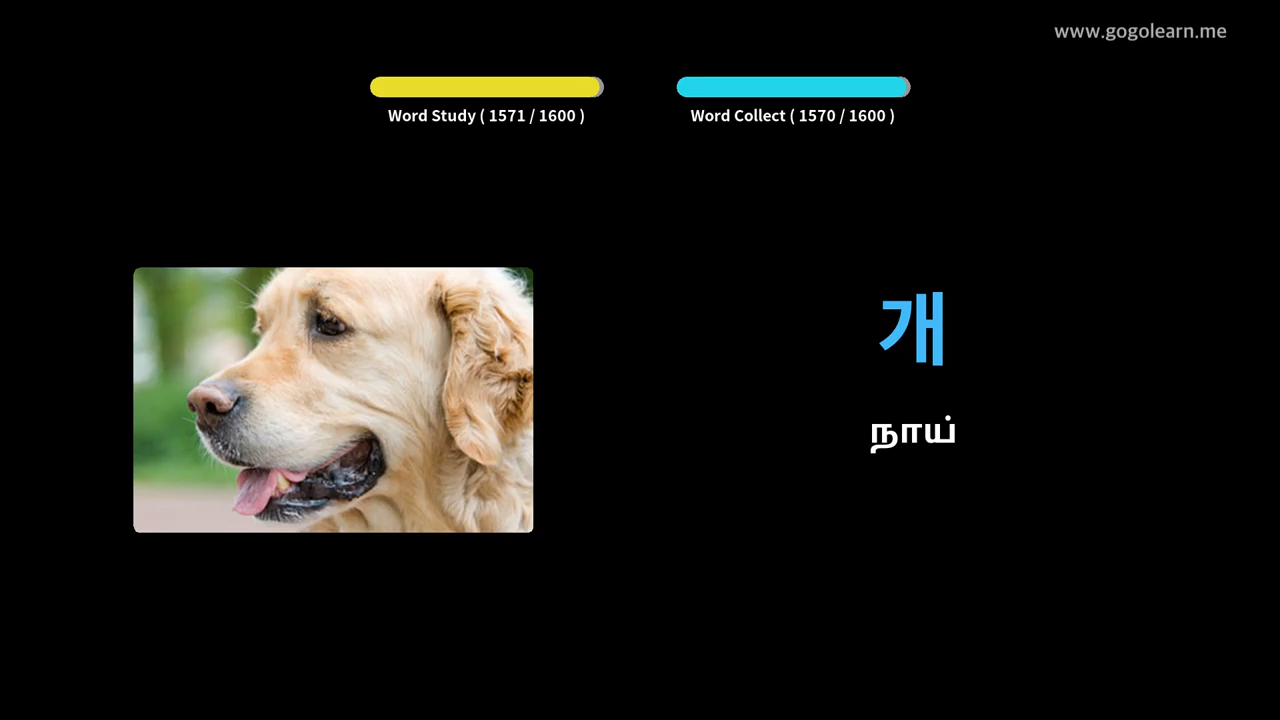 www.gogolearn.me
Word Study ( 1571 / 1600 )
Word Collect ( 1570 / 1600 )
개
நாய்